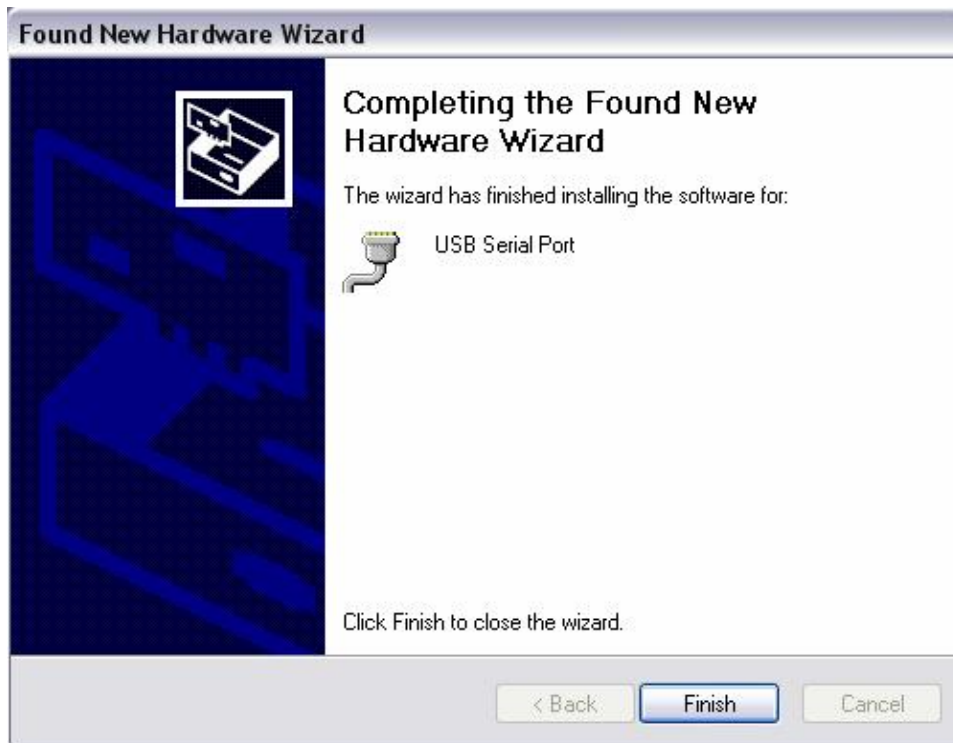 Found New Hardware Wizard
Completing the Found New
Hardware Wizard
The wizard has finished installing the software for:
USB Serial Port
Click Finish to close the wizard.
< Back
Finish
Cancel